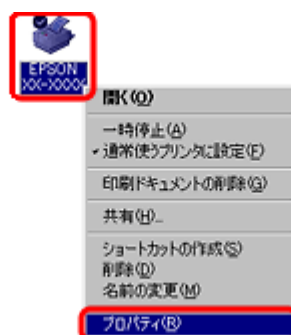 EPSON
XX-XXXX
開く(O)
一時停止(A)
通常使うプリンタに設定(F)
印刷ドキュメントの削除(G)
共有(H)...
ショートカットの作成(S)
削除(D)
名前の変更(M)
プロパティ(R)